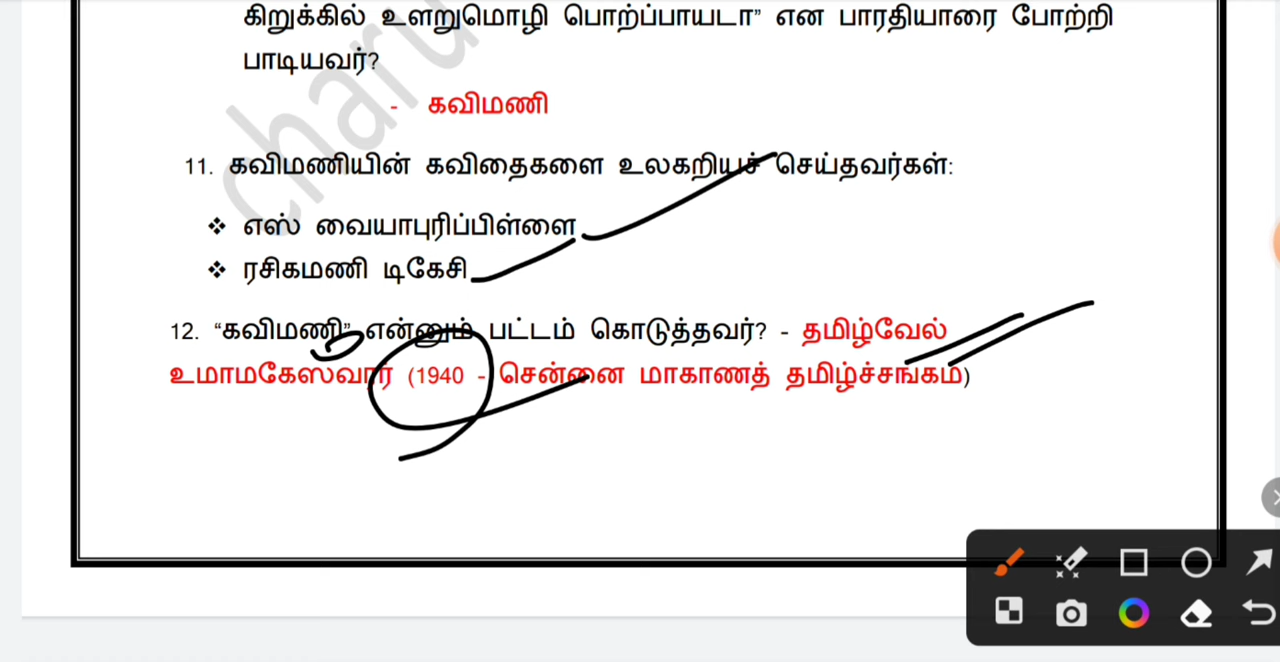 கிறுக்கில் உளறுமொழி பொற்ப்பாயடா” என பாரதியாரை போற்றி
பாடியவர்?
- கவிமணி
11. கவிமணியின் கவிதைகளை உலகறியச் செய்தவர்கள்:
❖ எஸ் வையாபுரிப்பிள்ளை
❖ ரசிகமணி டிகேசி
12. “கவிமணி” என்னும் பட்டம் கொடுத்தவர்? - தமிழ்வேல்
உமாமகேஸ்வரர் (1940 - சென்னை மாகாணத் தமிழ்ச்சங்கம்)
charu